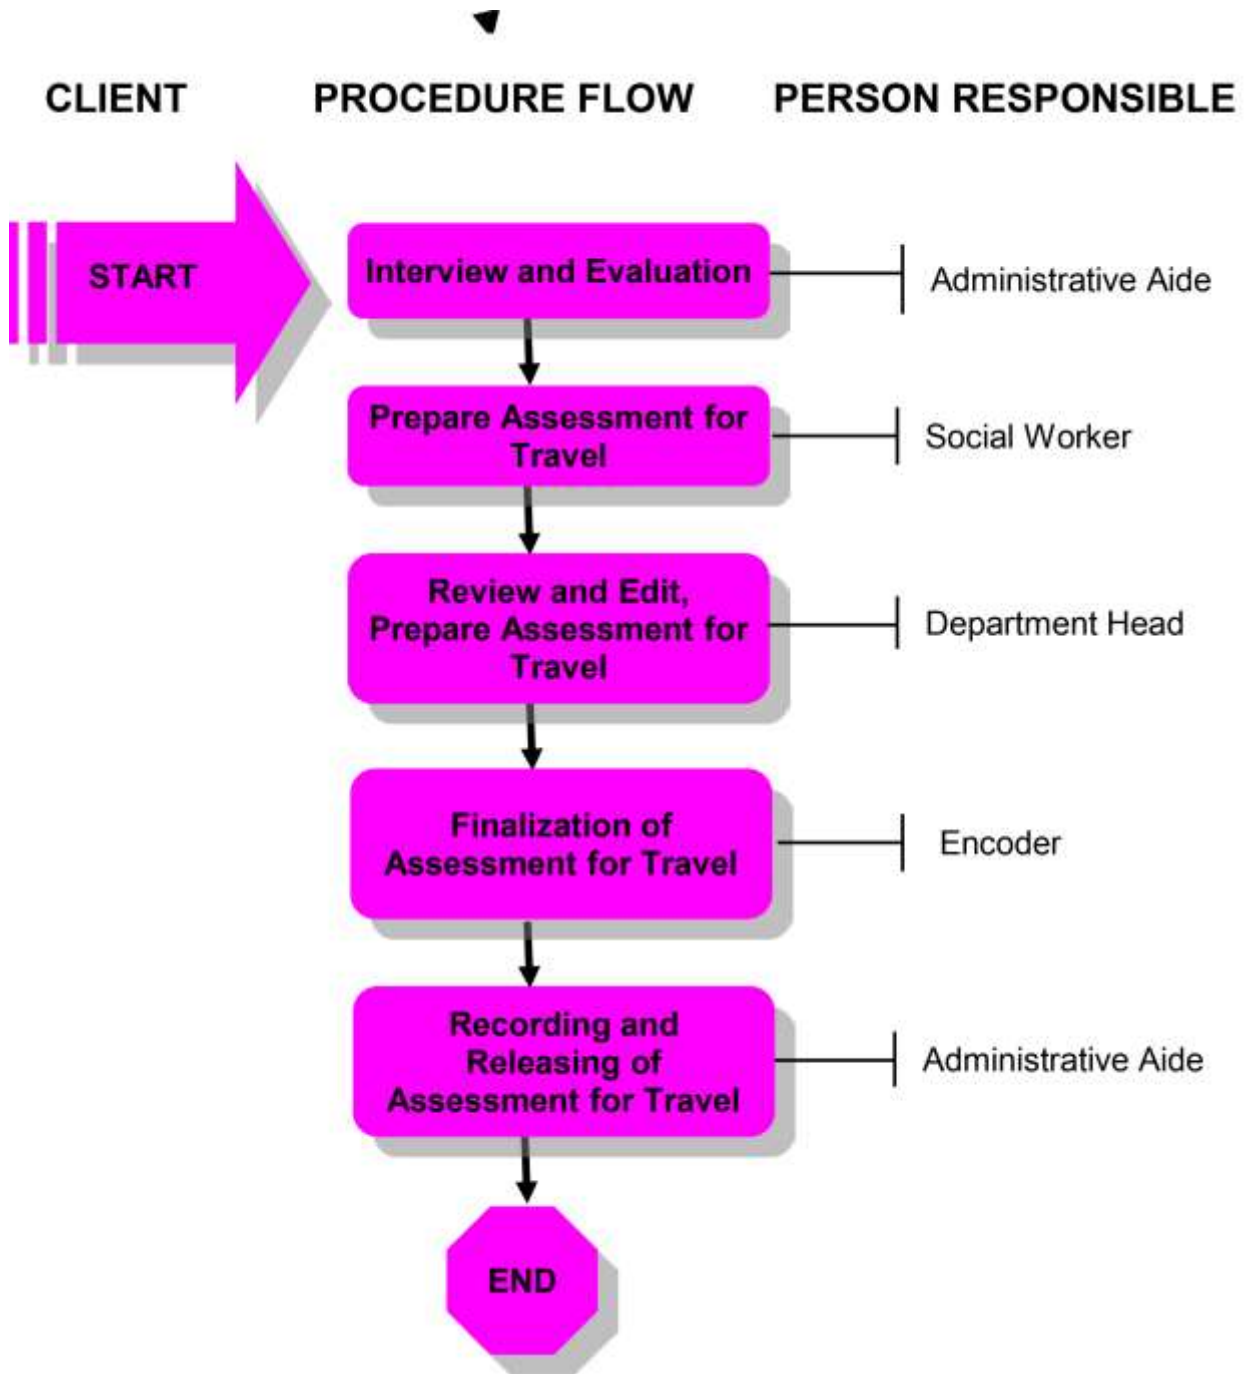 CLIENT
PROCEDURE FLOW
PERSON RESPONSIBLE
START
Interview and Evaluation
Administrative Aide
Prepare Assessment for
Travel
Social Worker
Review and Edit,
Prepare Assessment for
Travel
Department Head
Finalization of
Assessment for Travel
Encoder
Recording and
Releasing of
Assessment for Travel
Administrative Aide
END